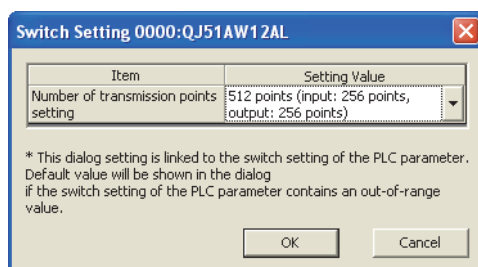 Switch Setting 0000:QJ51AW12AL
Item Setting Value
Number of transmission points 512 points (input: 256 points,
setting output: 256 points)
* This dialog setting is linked to the switch setting of the PLC parameter.
Default value will be shown in the dialog
if the switch setting of the PLC parameter contains an out-of-range
value.
OK Cancel